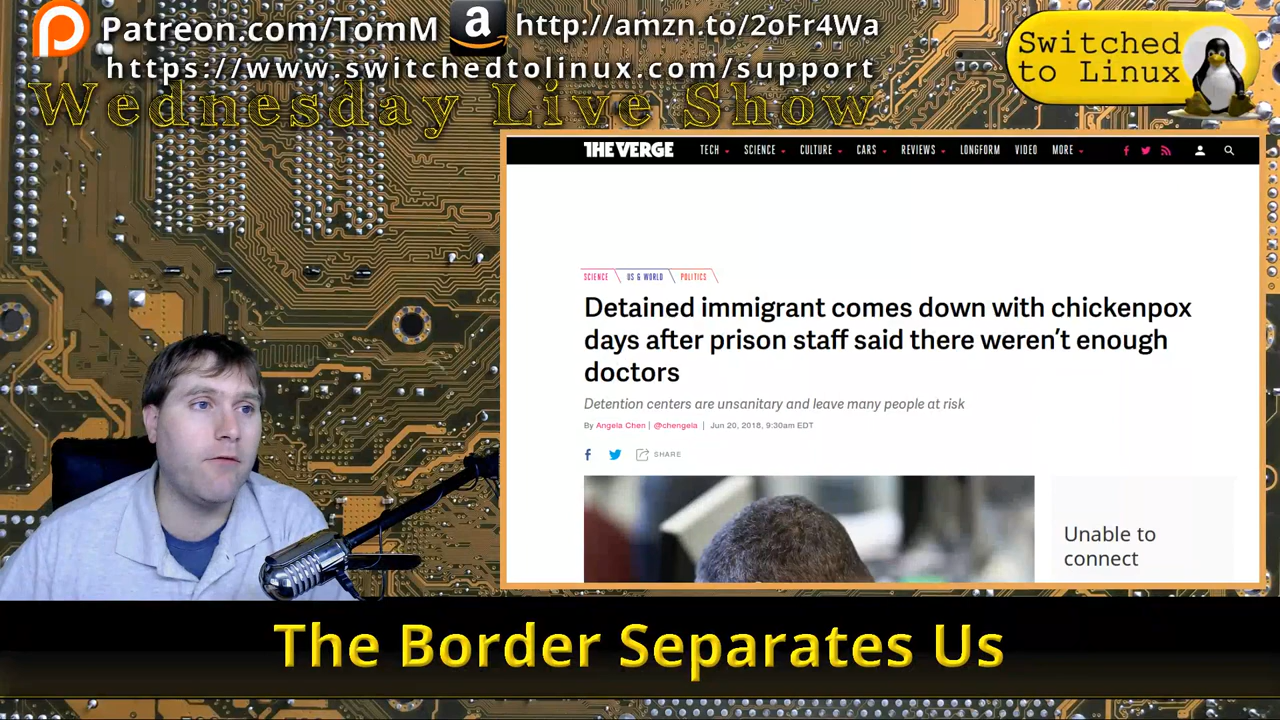 Patreon.com/TomM
http://amzn.to/2oFr4Wa
https://www.switchedtolinux.com/support
Wednesday Live Show
Switched
to Linux
THE VERGE
TECH SCIENCE CULTURE CARS REVIEWS LONGFORM VIDEO MORE
SCIENCE US & WORLD POLITICS
Detained immigrant comes down with chickenpox
days after prison staff said there weren't enough
doctors
Detention centers are unsanitary and leave many people at risk
By Angela Chen | @chengela | Jun 20, 2018, 9:30am EDT
SHARE
Unable to
connect
The Border Separates Us